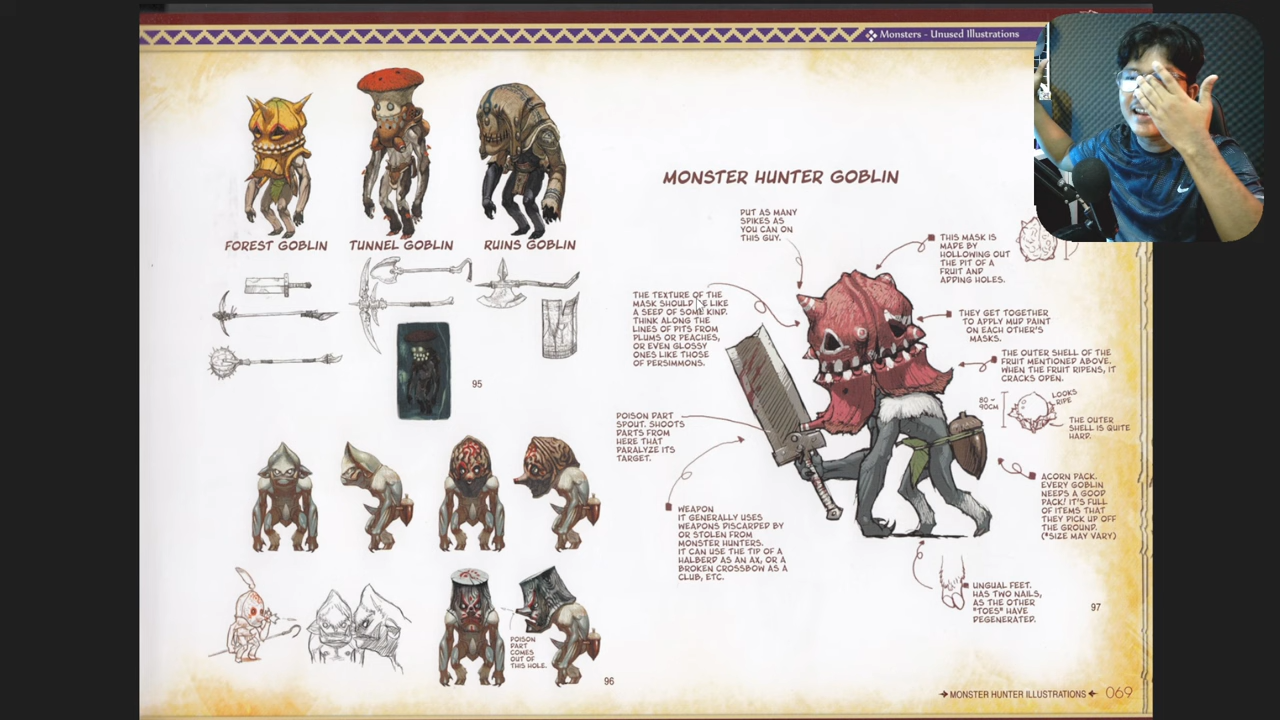 Monsters - Unused Illustrations
FOREST GOBLIN
TUNNEL GOBLIN
RUINS GOBLIN
95
POISON
DART
COMES
OUT OF
THIS HOLE.
96
MONSTER HUNTER GOBLIN
PUT AS MANY
SPIKES AS
YOU CAN ON
THIS GUY.
THIS MASK IS
MADE BY
HOLLOWING OUT
THE PIT OF A
FRUIT AND
ADDING HOLES.
THE TEXTURE OF THE
MASK SHOULD BE LIKE
A SEED OF SOME KIND.
THINK ALONG THE
LINES OF PITS FROM
PLUMS OR PEACHES,
OR EVEN GLOSSY
ONES LIKE THOSE
OF PERSIMMONS.
THEY GET TOGETHER
TO APPLY MUD PAINT
ON EACH OTHER'S
MASKS.
THE OUTER SHELL OF THE
FRUIT MENTIONED ABOVE.
WHEN THE FRUIT RIPENS, IT
CRACKS OPEN.
80 ~
90CM
LOOKS
RIPE
THE OUTER
SHELL IS QUITE
HARD.
POISON DART
SPOUT. SHOOTS
DARTS FROM
HERE THAT
PARALYZE ITS
TARGET.
ACORN PACK.
EVERY GOBLIN
NEEDS A GOOD
PACK! IT'S FULL
OF ITEMS THAT
THEY PICK UP OFF
THE GROUND.
(*SIZE MAY VARY)
WEAPON
IT GENERALLY USES
WEAPONS DISCARDED BY
OR STOLEN FROM
MONSTER HUNTERS.
IT CAN USE THE TIP OF A
HALBERD AS AN AX, OR A
BROKEN CROSSBOW AS A
CLUB, ETC.
UNGUAL FEET.
HAS TWO NAILS,
AS THE OTHER
"TOES" HAVE
DEGENERATED.
97
MONSTER HUNTER ILLUSTRATIONS
069